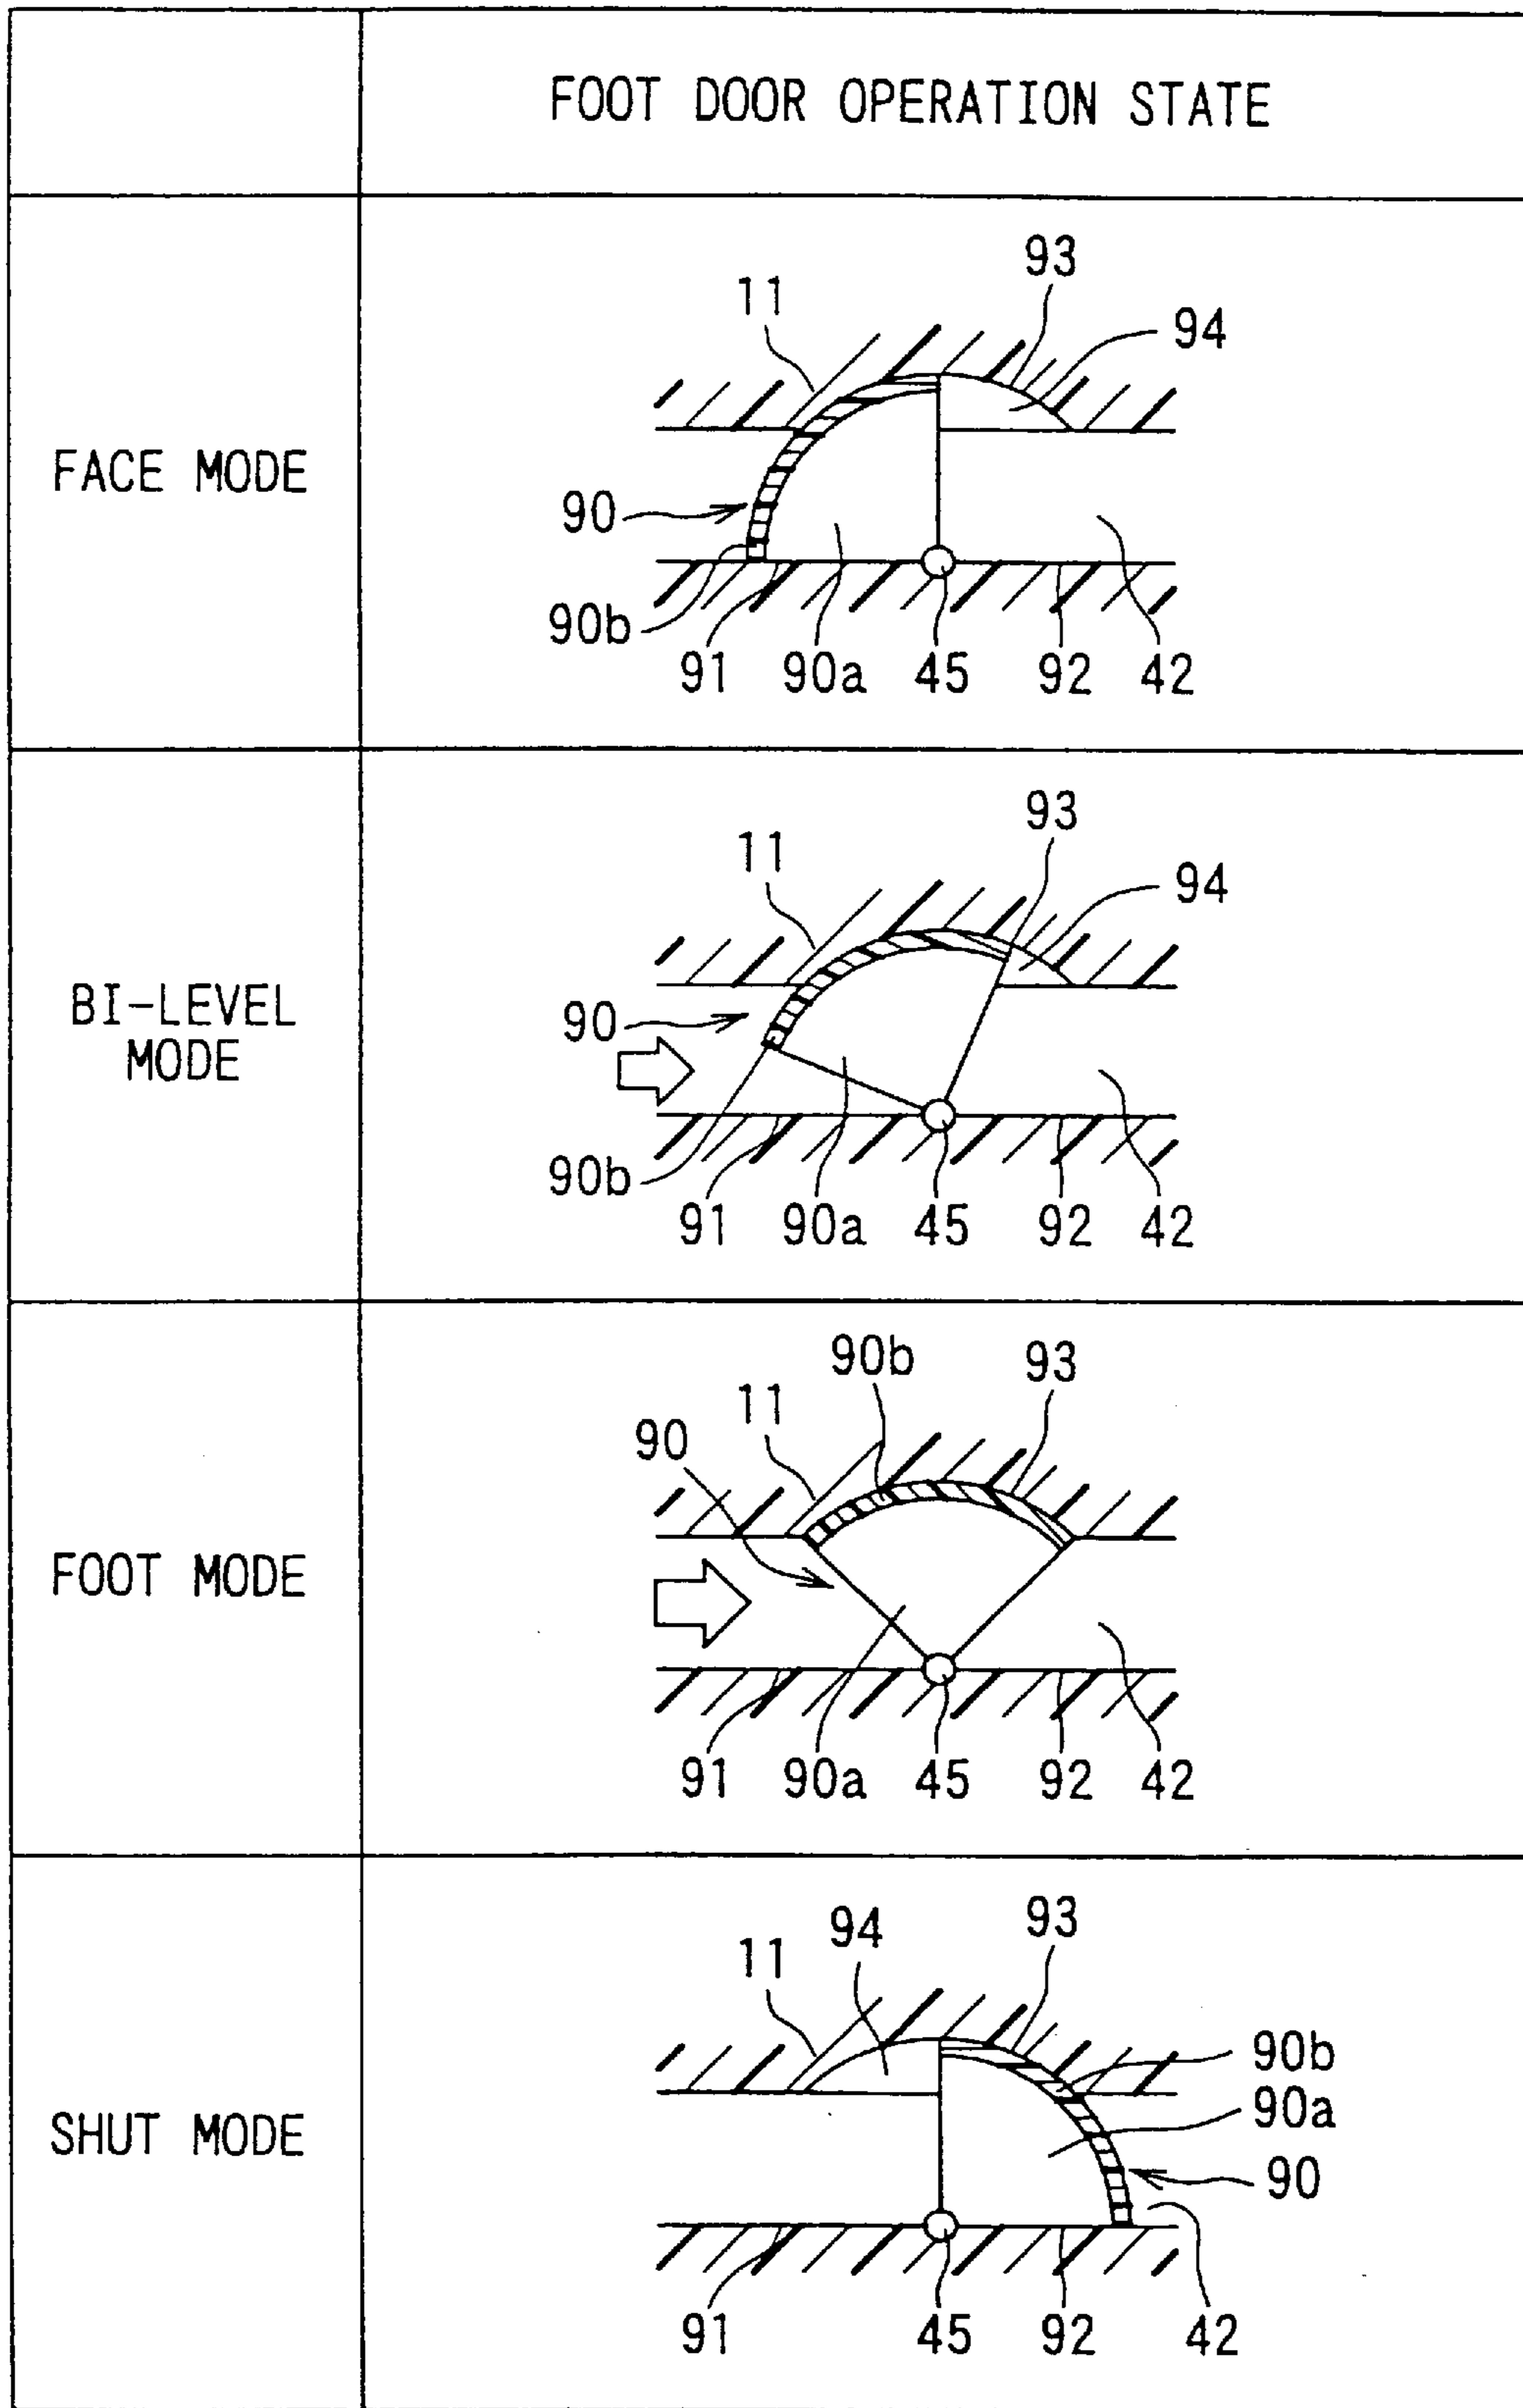 FOOT DOOR OPERATION STATE
FACE MODE
93
11
94
90
90b
91 90a 45 92 42
BI-LEVEL
MODE
93
11
94
90
90b
91 90a 45 92 42
FOOT MODE
90b 93
11
90
91 90a 45 92 42
SHUT MODE
94 93
11
90b
90a
90
91 45 92 42